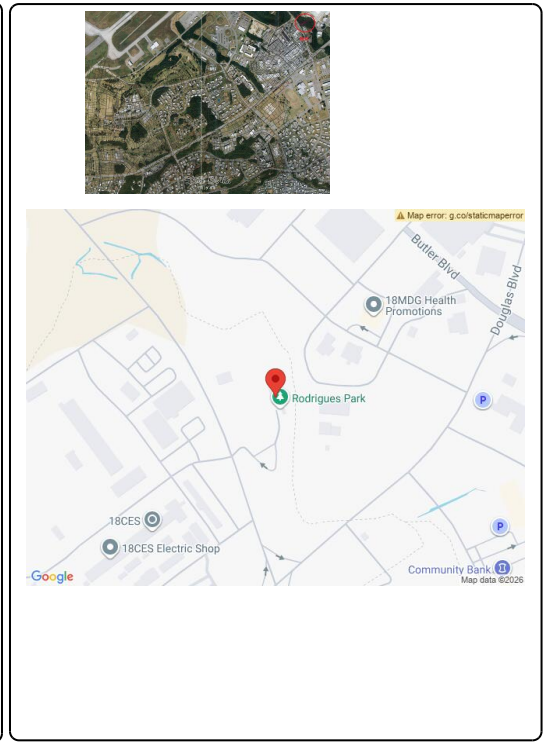 Map error: g.co/staticmaperror
Butler Blvd
Douglas Blvd
18MDG Health
Promotions
Rodrigues Park
P
18CES
P
18CES Electric Shop
Community Bank
Google
Map data ©2026